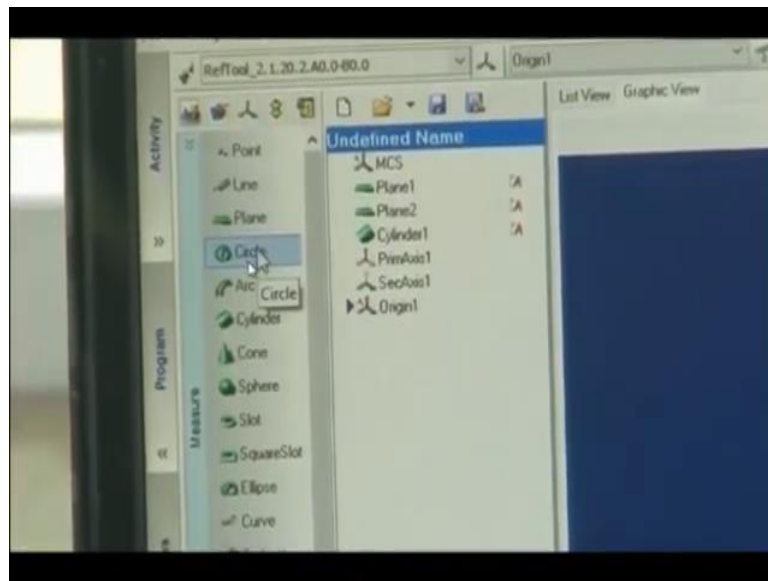 RefTool_2.1.20.2.A0.0-B0.0
Origin1
List View Graphic View
Activity
Program
Measure
Point
Line
Plane
Circle
Arc
Circle
Cylinder
Cone
Sphere
Slot
SquareSlot
Ellipse
Curve
Undefined Name
MCS
Plane1
Plane2
Cylinder1
PrimAxis1
SecAxis1
Origin1